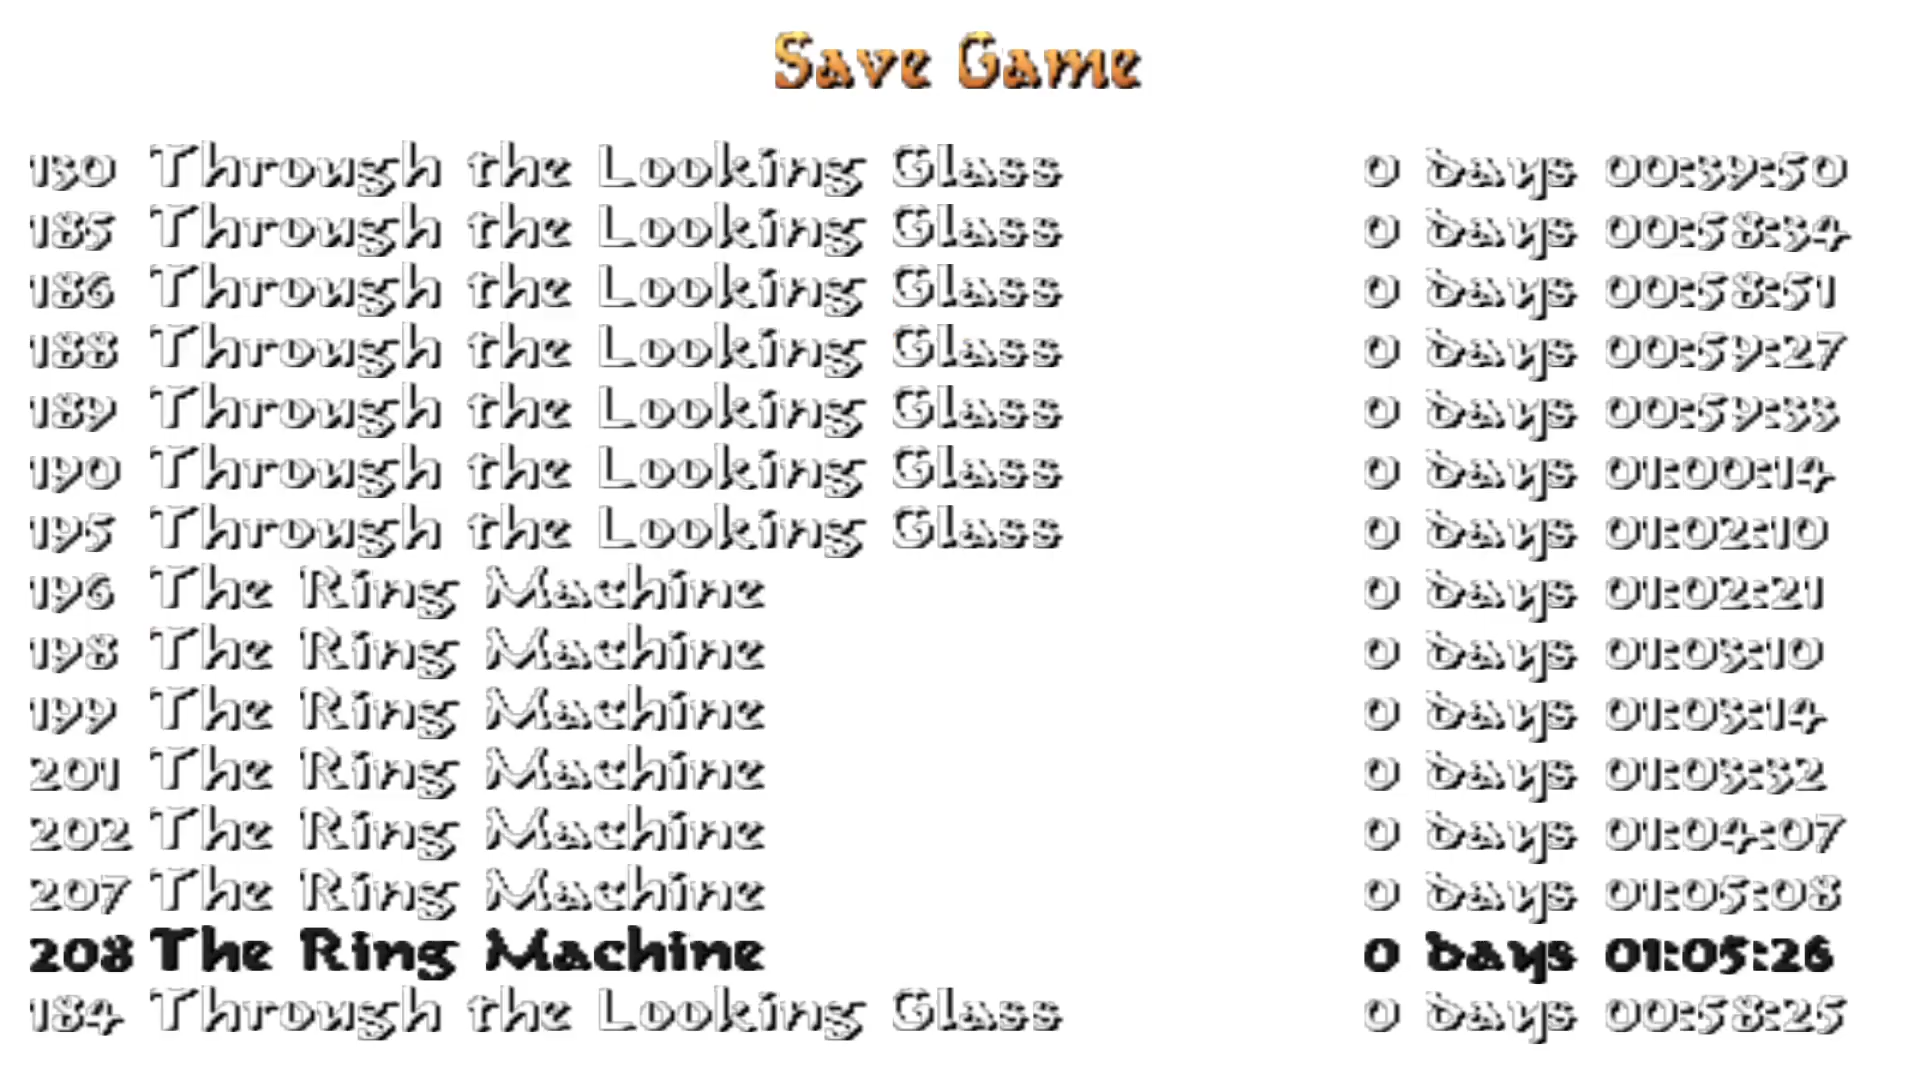 Save Game
130 Through the Looking Glass 0 days 00:39:50
185 Through the Looking Glass 0 days 00:58:34
186 Through the Looking Glass 0 days 00:58:51
188 Through the Looking Glass 0 days 00:59:27
189 Through the Looking Glass 0 days 00:59:33
190 Through the Looking Glass 0 days 01:00:14
195 Through the Looking Glass 0 days 01:02:10
196 The Ring Machine 0 days 01:02:21
198 The Ring Machine 0 days 01:03:10
199 The Ring Machine 0 days 01:03:14
201 The Ring Machine 0 days 01:03:32
202 The Ring Machine 0 days 01:04:07
207 The Ring Machine 0 days 01:05:08
208 The Ring Machine 0 days 01:05:26
184 Through the Looking Glass 0 days 00:58:25